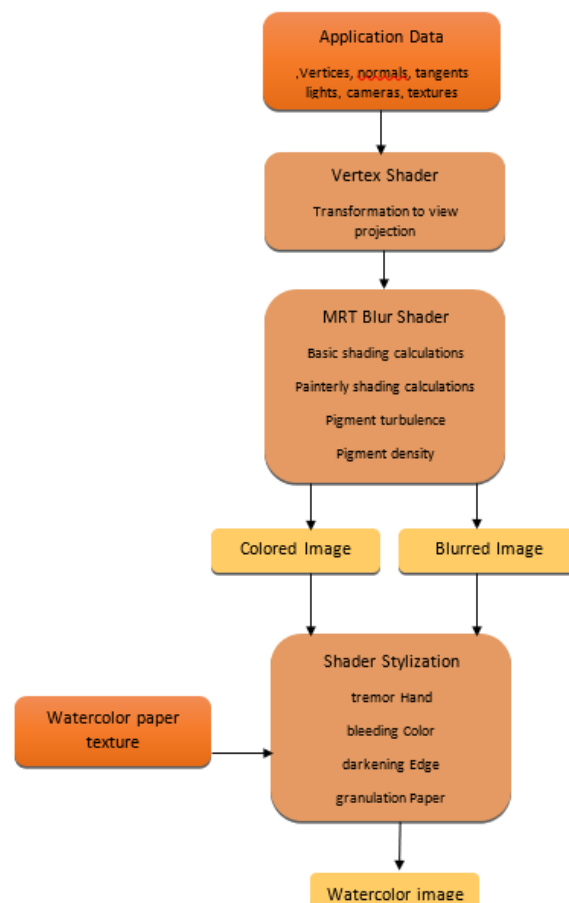 Application Data
,Vertices, normals, tangents
lights, cameras, textures
Vertex Shader
Transformation to view
projection
MRT Blur Shader
Basic shading calculations
Painterly shading calculations
Pigment turbulence
Pigment density
Colored Image
Blurred Image
Shader Stylization
tremor Hand
bleeding Color
darkening Edge
granulation Paper
Watercolor paper
texture
Watercolor image